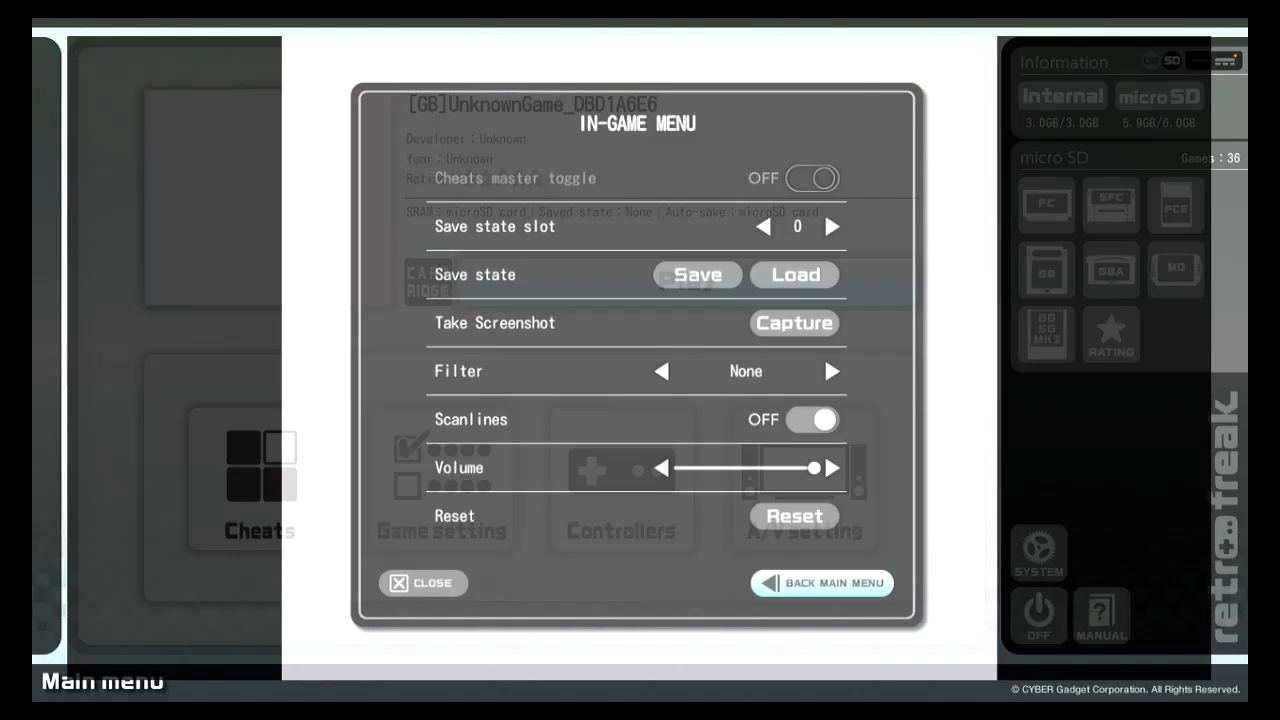 Information
SD
Internal
microSD
3.0GB/3.0GB
5.9GB/6.0GB
micro SD
Games：36
FC
SFC
PCE
GB
GBA
MD
GG
SG
MK3
RATING
[GB]UnknownGame_DBD1A6E6
IN-GAME MENU
Developer：Unknown
Year：Unknown
Cheats master toggle
OFF
SRAM：microSD card | Saved state：None | Auto-save：microSD card
Save state slot
0
Save state
Save
Load
Take Screenshot
Capture
Filter
None
Scanlines
OFF
Volume
Reset
Reset
Cheats
Game setting
Controllers
A/V setting
CLOSE
BACK MAIN MENU
SYSTEM
OFF
MANUAL
retro freak.
Main menu
© CYBER Gadget Corporation. All Rights Reserved.